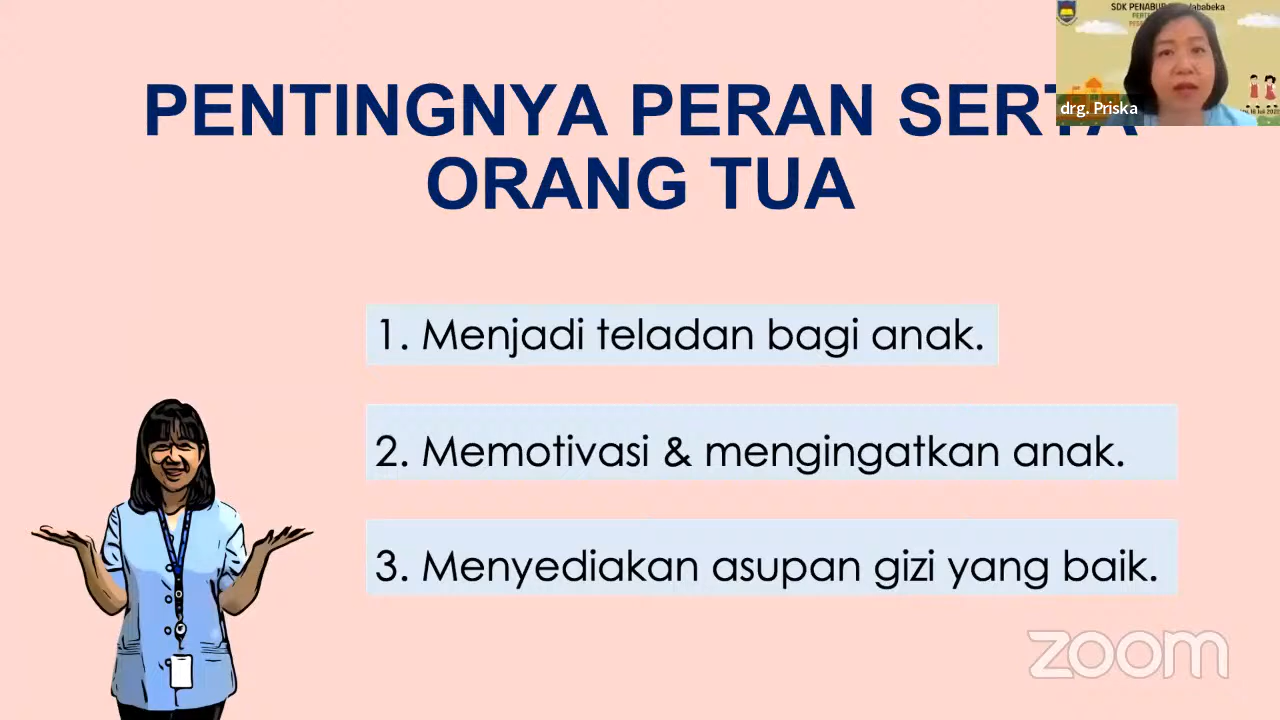 SDK PENABUR
PENTINGNYA PERAN SERTA
ORANG TUA
drg. Priska
1. Menjadi teladan bagi anak.
2. Memotivasi & mengingatkan anak.
3. Menyediakan asupan gizi yang baik.
zoom